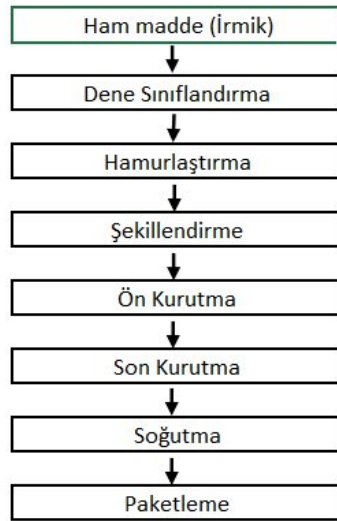 Ham madde (İrmik)
Dene Sınıflandırma
Hamurlaştırma
Şekillendirme
Ön Kurutma
Son Kurutma
Soğutma
Paketleme